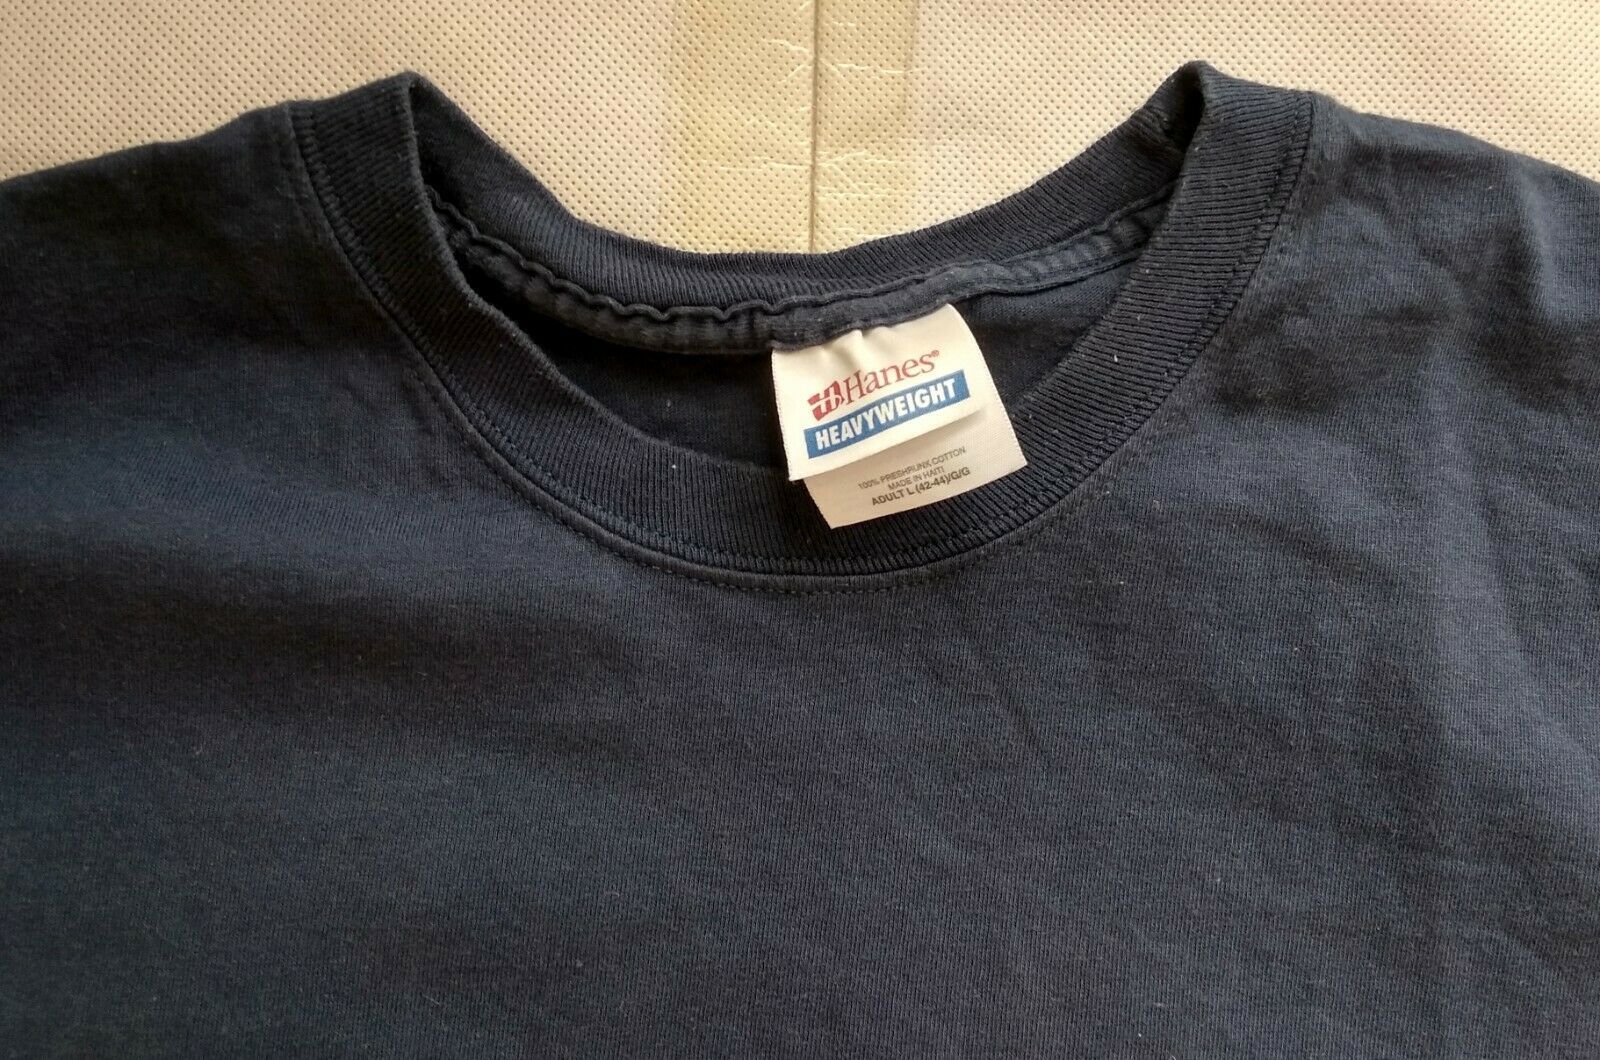 Hanes®
HEAVYWEIGHT
100% PRESHRUNK COTTON
MADE IN HAITI
ADULT L (42-44)/G/G